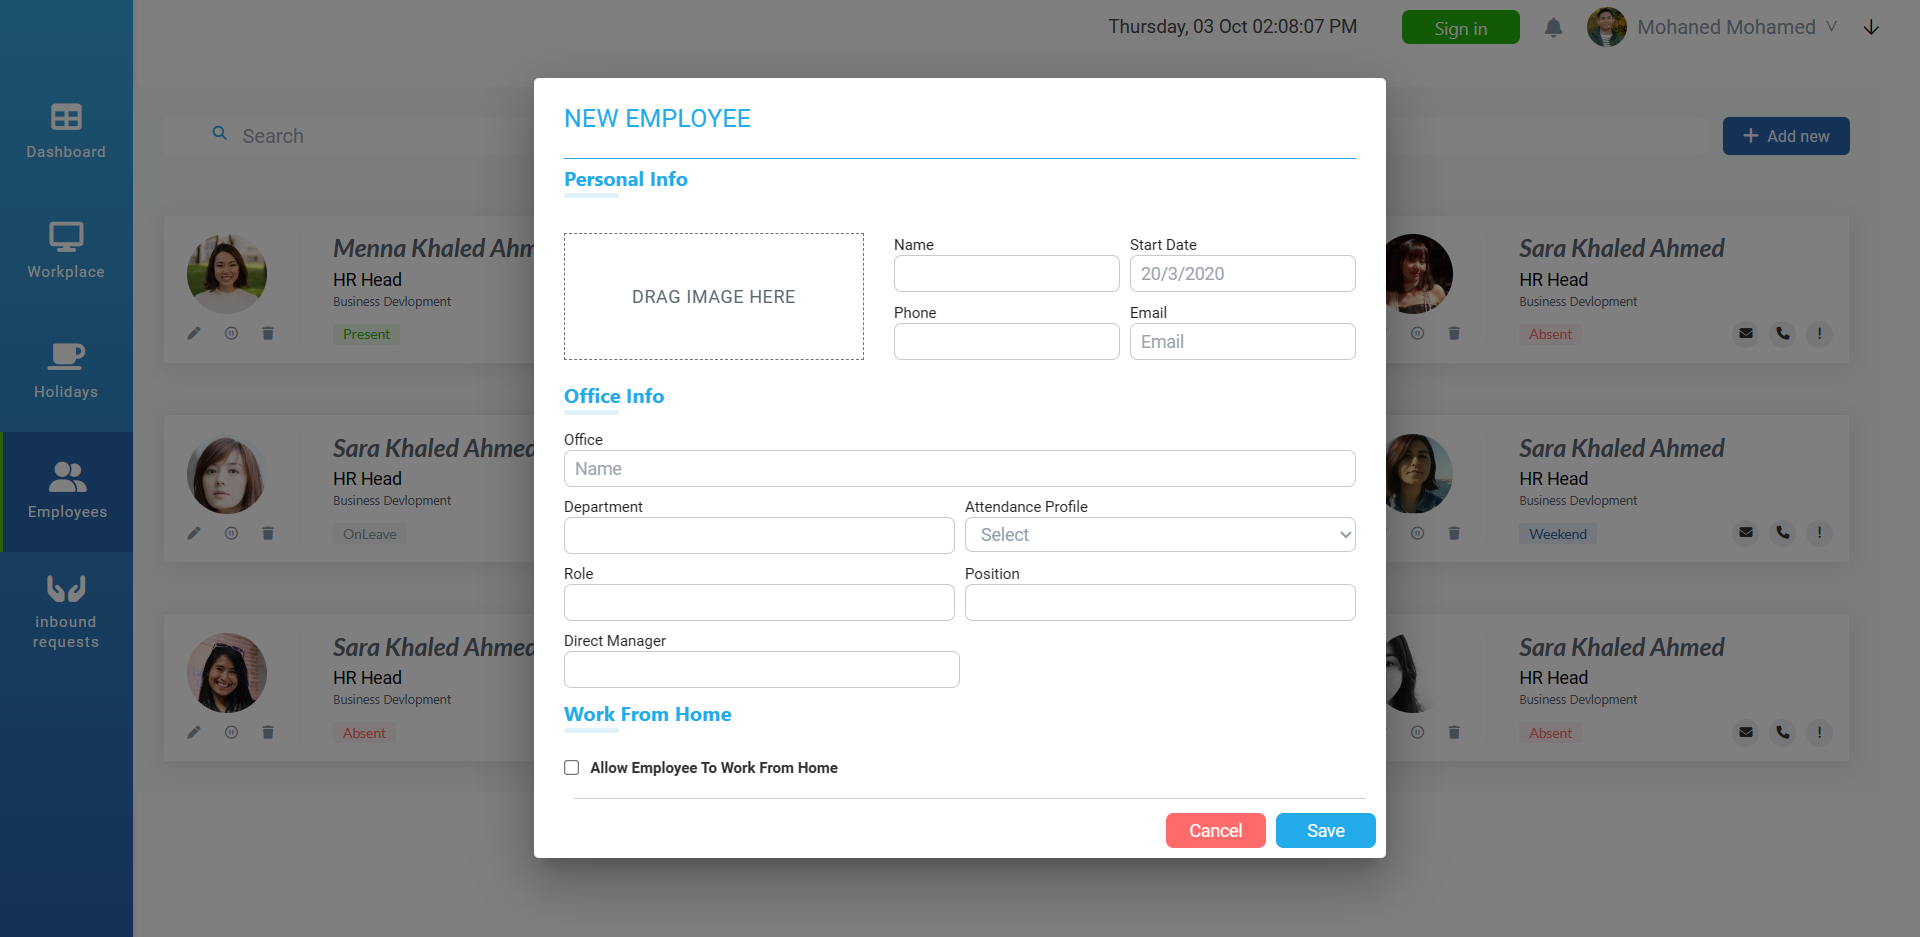 Thursday, 03 Oct 02:08:07 PM
Sign in
Mohaned Mohamed
Dashboard
Workplace
Holidays
Employees
inbound
requests
Search
Add new
Menna Khaled Ahm
HR Head
Business Devlopment
Present
Sara Khaled Ahmed
HR Head
Business Devlopment
OnLeave
Sara Khaled Ahmed
HR Head
Business Devlopment
Absent
NEW EMPLOYEE
Personal Info
DRAG IMAGE HERE
Name
Start Date
20/3/2020
Phone
Email
Email
Office Info
Office
Name
Department
Attendance Profile
Select
Role
Position
Direct Manager
Work From Home
Allow Employee To Work From Home
Cancel
Save
Sara Khaled Ahmed
HR Head
Business Devlopment
Absent
Sara Khaled Ahmed
HR Head
Business Devlopment
Weekend
Sara Khaled Ahmed
HR Head
Business Devlopment
Absent